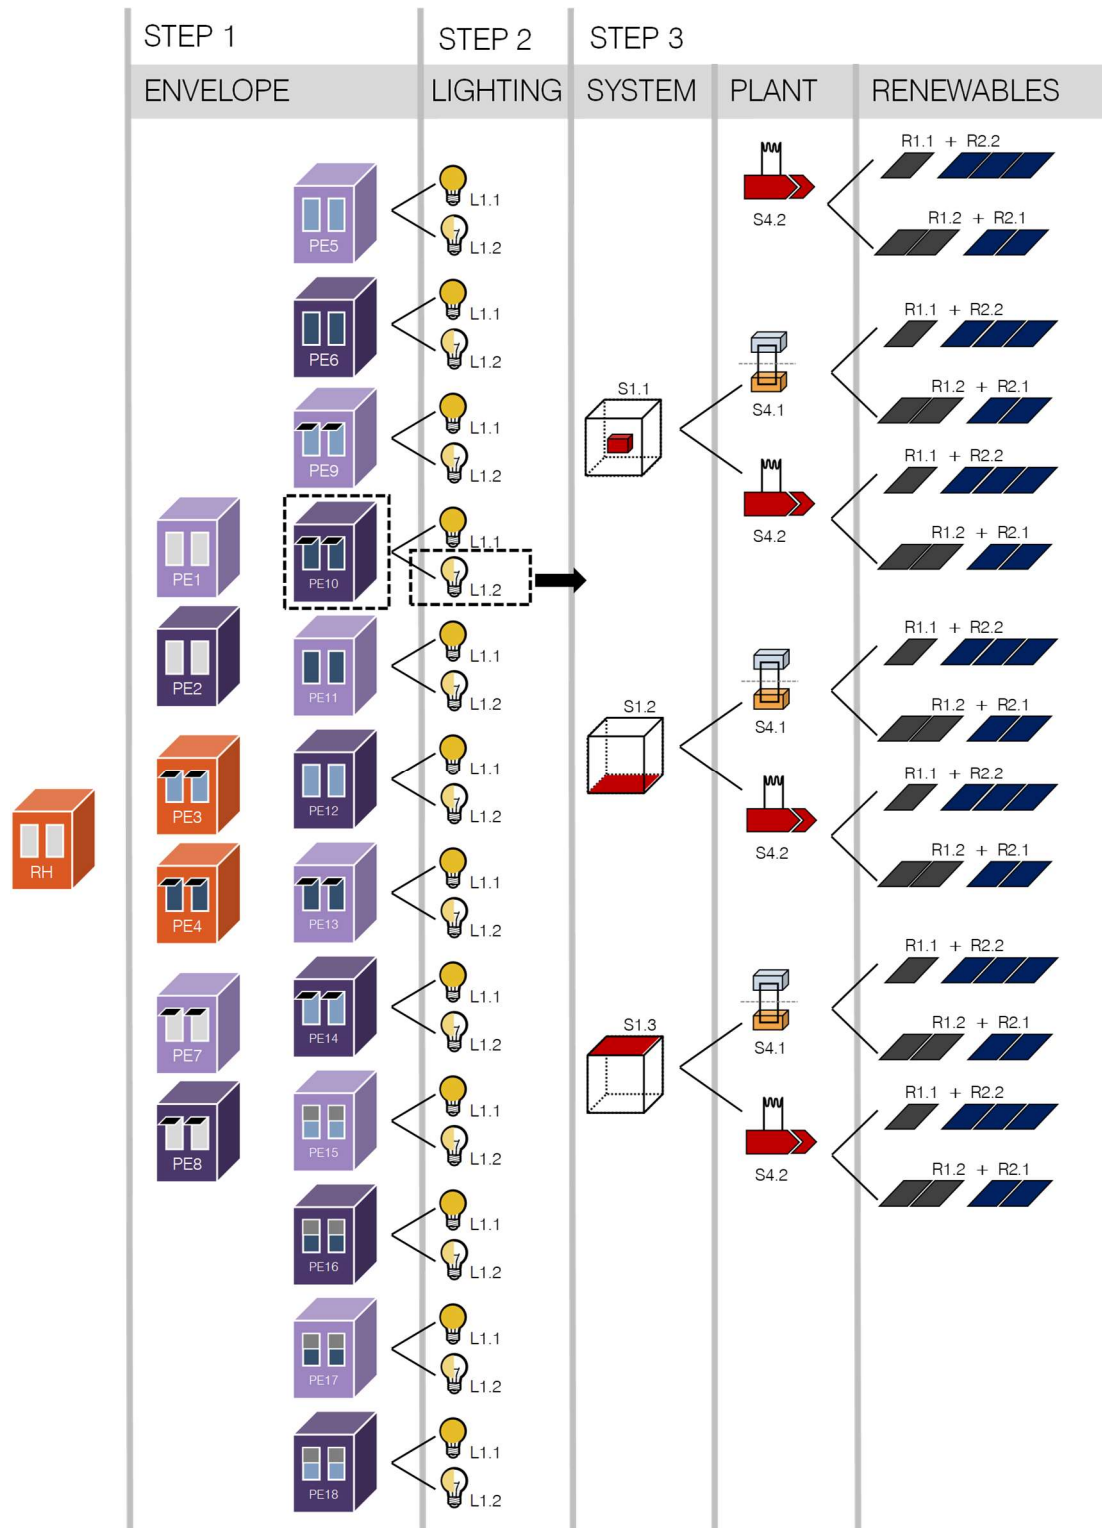 STEP 1
STEP 2
STEP 3
ENVELOPE
LIGHTING
SYSTEM
PLANT
RENEWABLES
RH
PE1
PE2
PE3
PE4
PE7
PE8
PE5
L1.1
L1.2
PE6
L1.1
L1.2
PE9
L1.1
L1.2
PE10
L1.1
L1.2
PE11
L1.1
L1.2
PE12
L1.1
L1.2
PE13
L1.1
L1.2
PE14
L1.1
L1.2
PE15
L1.1
L1.2
PE16
L1.1
L1.2
PE17
L1.1
L1.2
PE18
L1.1
L1.2
S4.2
R1.1 + R2.2
R1.2 + R2.1
S1.1
S4.1
R1.1 + R2.2
R1.2 + R2.1
S4.2
R1.1 + R2.2
R1.2 + R2.1
S1.2
S4.1
R1.1 + R2.2
R1.2 + R2.1
S4.2
R1.1 + R2.2
R1.2 + R2.1
S1.3
S4.1
R1.1 + R2.2
R1.2 + R2.1
S4.2
R1.1 + R2.2
R1.2 + R2.1